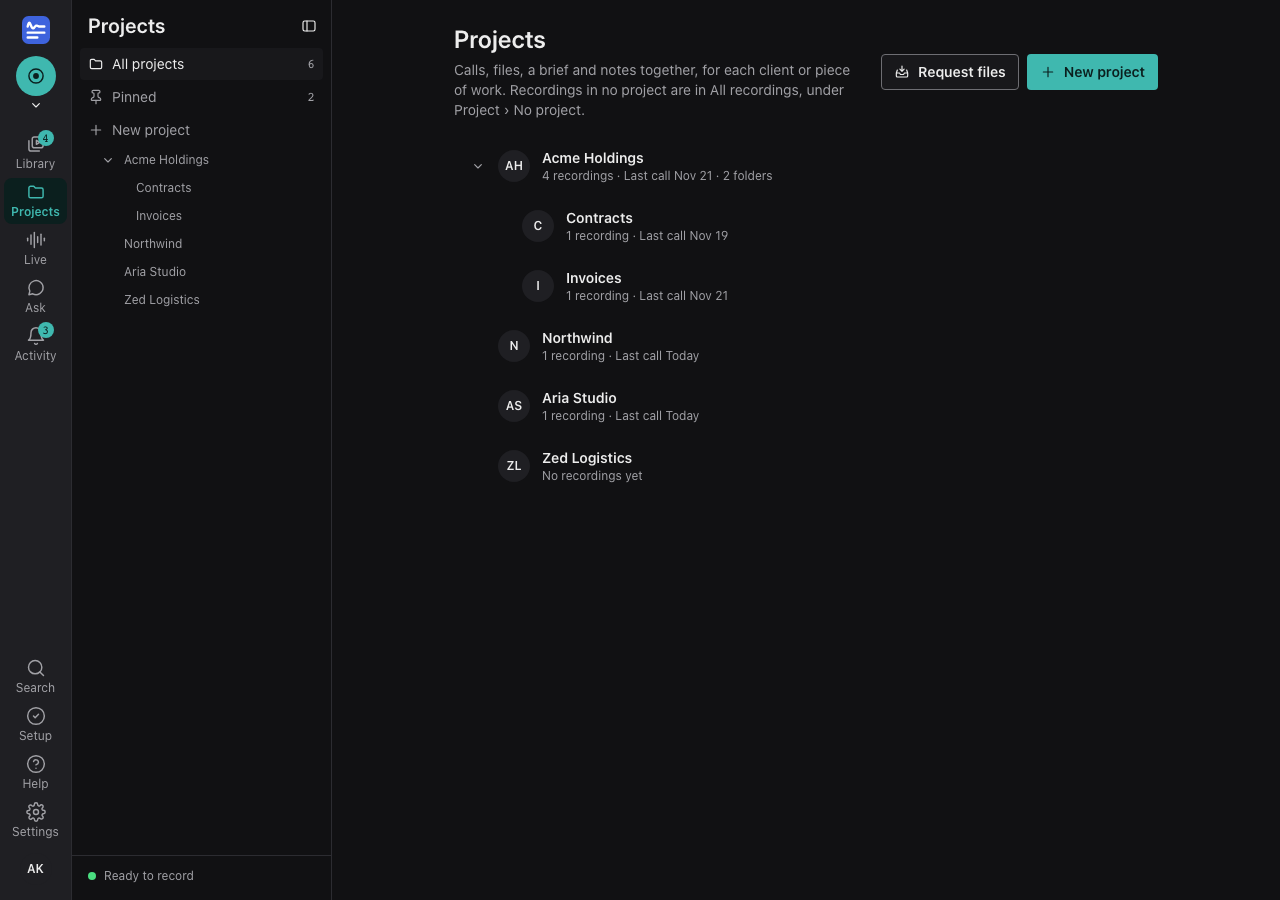 Library
4
Projects
Live
Ask
Activity
3
Search
Setup
Help
Settings
AK
Projects
All projects 6
Pinned 2
New project
Acme Holdings
Contracts
Invoices
Northwind
Aria Studio
Zed Logistics
Ready to record
Projects
Calls, files, a brief and notes together, for each client or piece
of work. Recordings in no project are in All recordings, under
Project › No project.
Request files
New project
AH
Acme Holdings
4 recordings · Last call Nov 21 · 2 folders
C
Contracts
1 recording · Last call Nov 19
I
Invoices
1 recording · Last call Nov 21
N
Northwind
1 recording · Last call Today
AS
Aria Studio
1 recording · Last call Today
ZL
Zed Logistics
No recordings yet